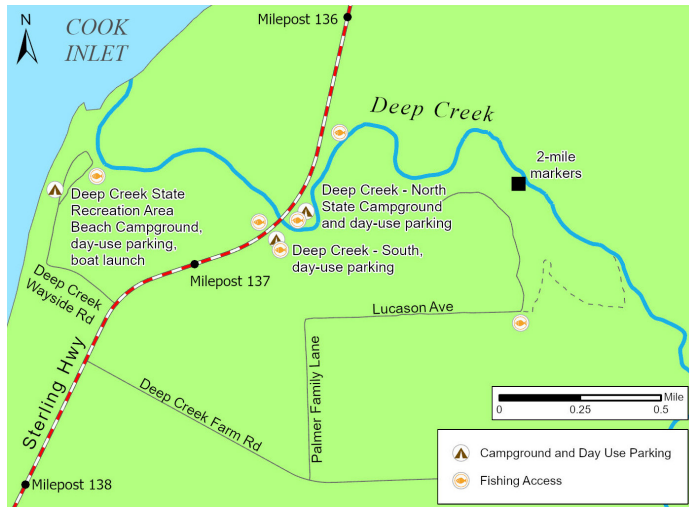 N
COOK
INLET
Milepost 136
Deep Creek
2-mile
markers
Deep Creek State
Recreation Area
Beach Campground,
day-use parking,
boat launch
Deep Creek - North
State Campground
and day-use parking
Deep Creek - South,
day-use parking
Milepost 137
Deep Creek
Wayside Rd
Lucason Ave
Sterling Hwy
Deep Creek Farm Rd
Palmer Family Lane
Milepost 138
Mile
0 0.25 0.5
Campground and Day Use Parking
Fishing Access